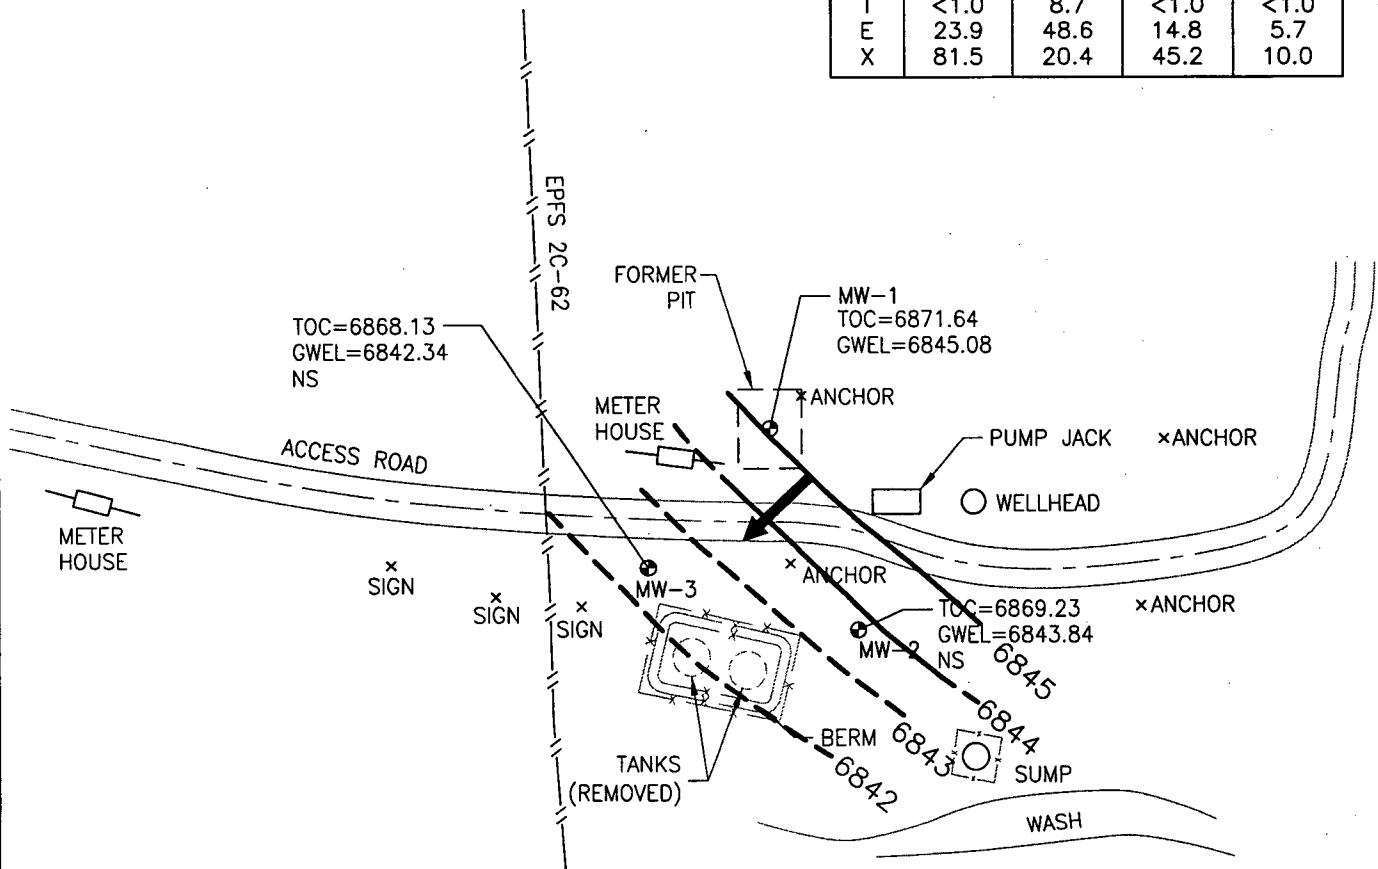 T <1.0 8.7 <1.0 <1.0
E 23.9 48.6 14.8 5.7
X 81.5 20.4 45.2 10.0
EPFS 2C-62
FORMER
PIT
MW-1
TOC=6871.64
GWEL=6845.08
TOC=6868.13
GWEL=6842.34
NS
ANCHOR
METER
HOUSE
PUMP JACK
ANCHOR
ACCESS ROAD
WELLHEAD
METER
HOUSE
SIGN
SIGN
SIGN
MW-3
ANCHOR
ANCHOR
TOC=6869.23
GWEL=6843.84
NS
MW-2
6845
6844
6843
6842
BERM
TANKS
(REMOVED)
SUMP
WASH